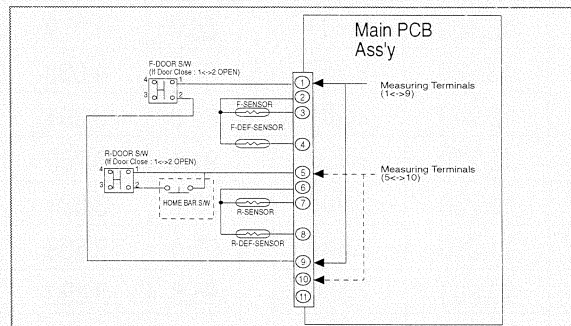 Main PCB
Ass'y
F-DOOR S/W
(If Door Close : 1<->2 OPEN)
4 1
3 2
F-SENSOR
F-DEF-SENSOR
R-DOOR S/W
(If Door Close : 1<->2 OPEN)
4 1
3 2
HOME BAR S/W
R-SENSOR
R-DEF-SENSOR
1
2
3
4
5
6
7
8
9
10
11
Measuring Terminals
(1<->9)
Measuring Terminals
(5<->10)